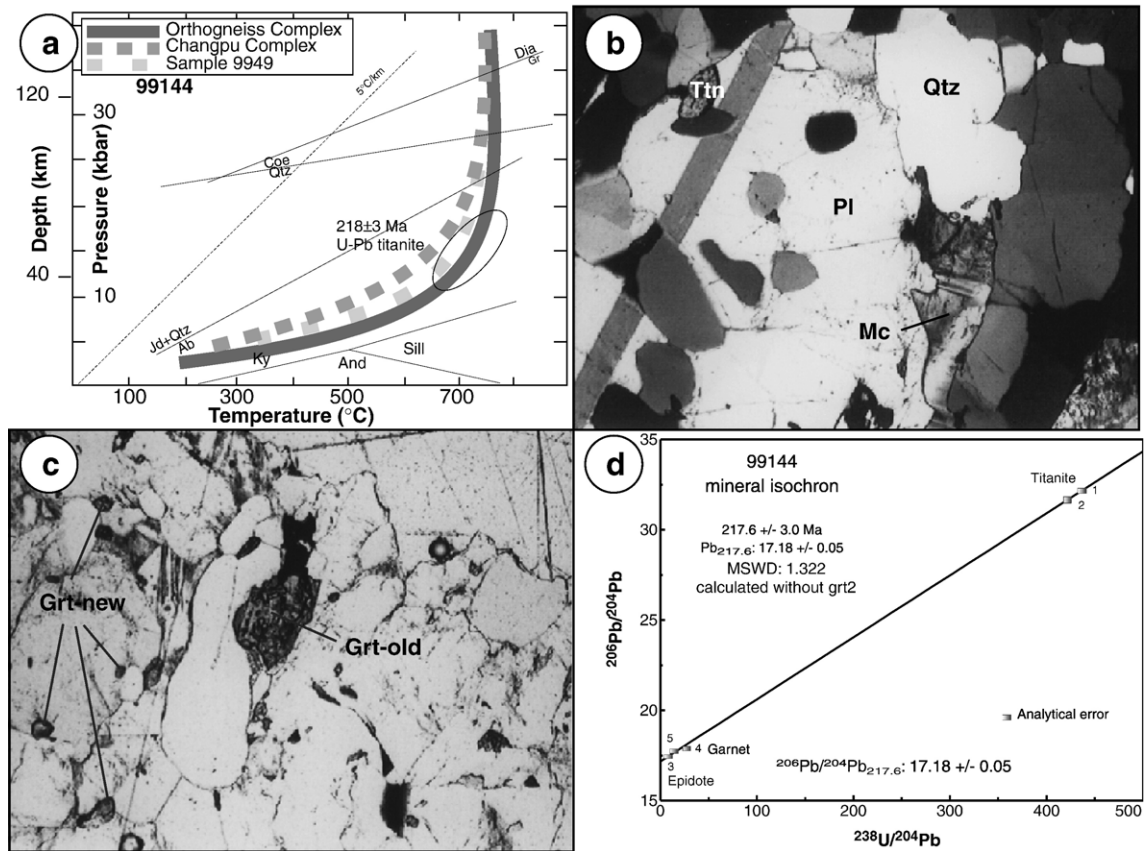 a
Orthogneiss Complex
Changpu Complex
Sample 9949
99144
Depth (km)
120
40
Pressure (kbar)
30
10
5°C/km
Dia
Gr
Coe
Qtz
218±3 Ma
U-Pb titanite
Jd+Qtz
Ab
Ky
Sill
And
100
300
500
700
Temperature (°C)
b
Ttn
Qtz
Pl
Mc
c
Grt-new
Grt-old
d
35
30
25
20
15
206Pb/204Pb
99144
mineral isochron
217.6 +/- 3.0 Ma
Pb217.6: 17.18 +/- 0.05
MSWD: 1.322
calculated without grt2
Titanite
1
2
Analytical error
5
4 Garnet
3
Epidote
206Pb/204Pb217.6: 17.18 +/- 0.05
0
100
200
300
400
500
238U/204Pb